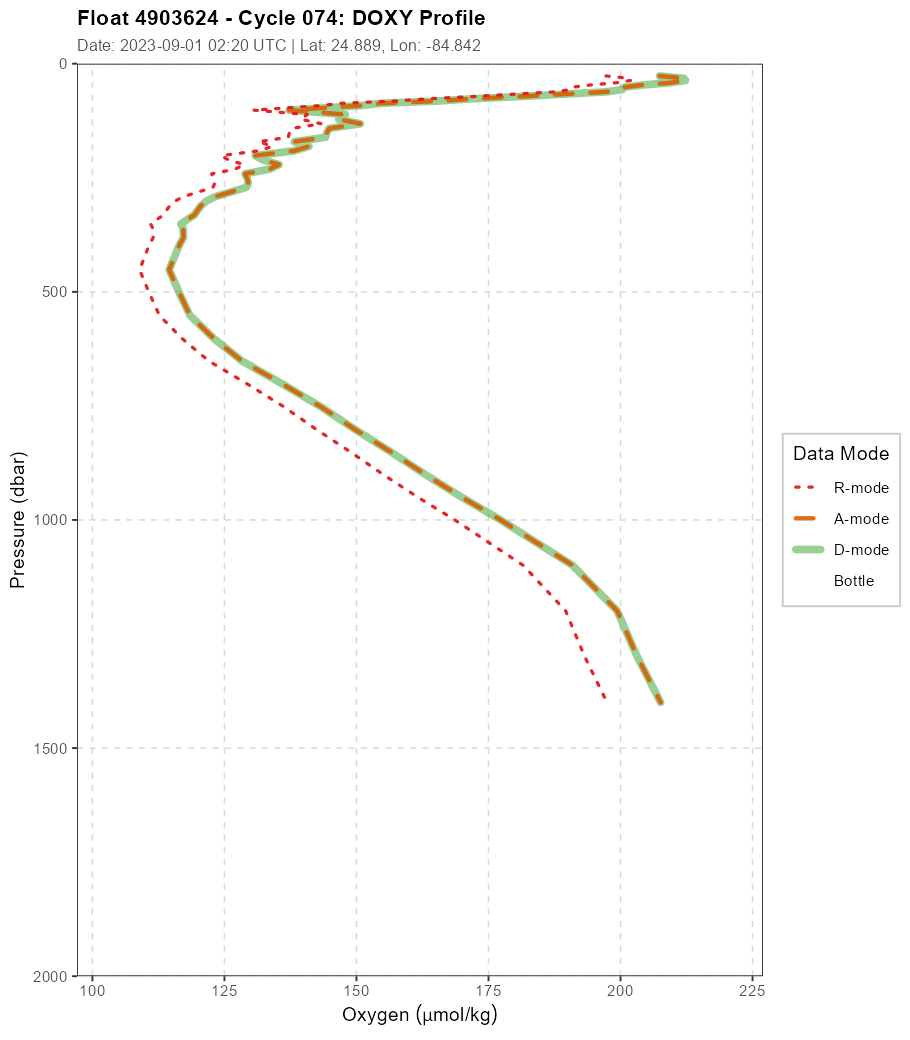 Float 4903624 - Cycle 074: DOXY Profile
Date: 2023-09-01 02:20 UTC | Lat: 24.889, Lon: -84.842
0
500
1000
1500
2000
Pressure (dbar)
100 125 150 175 200 225
Oxygen (μmol/kg)
Data Mode
R-mode
A-mode
D-mode
Bottle